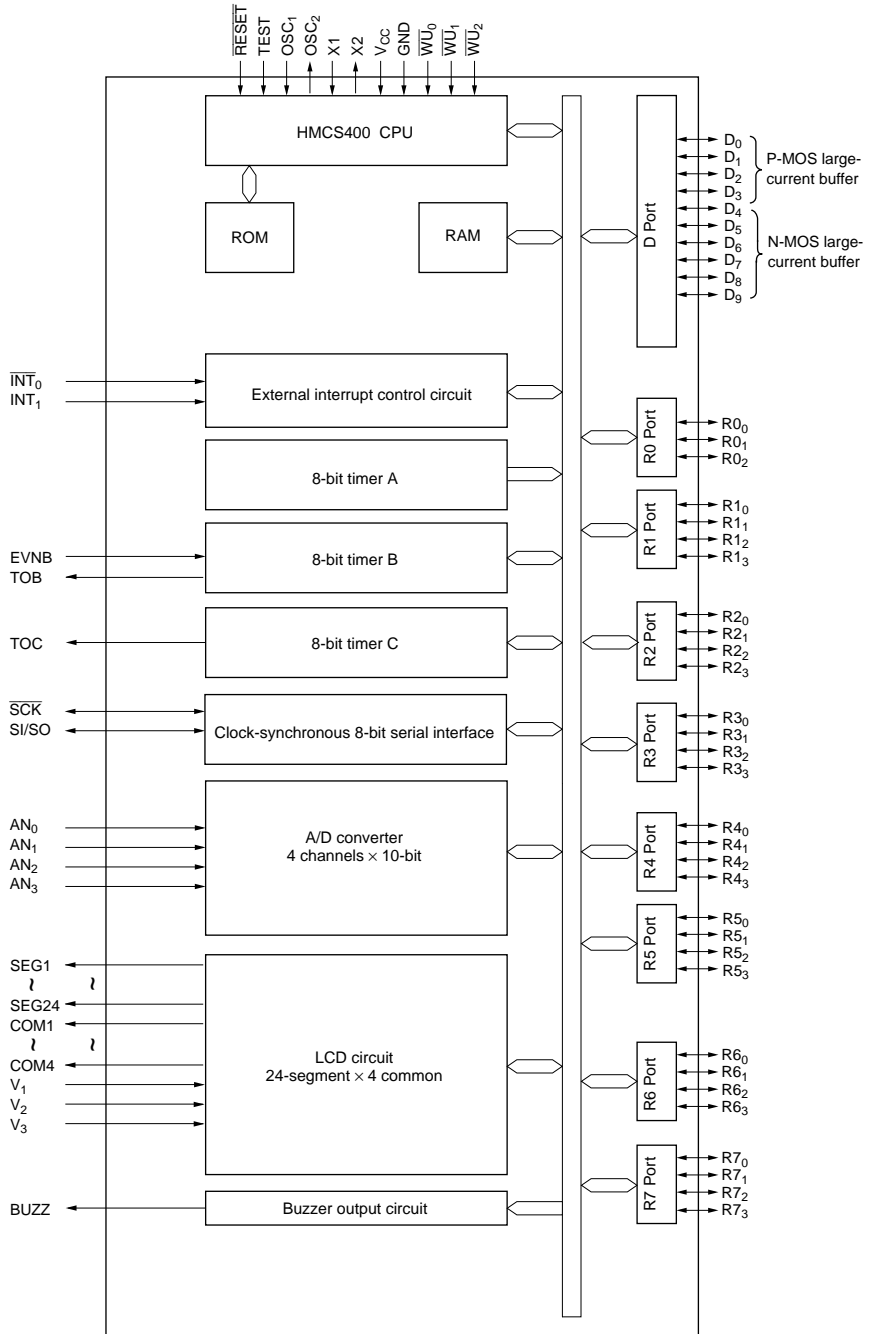 RESET
TEST
OSC₁
OSC₂
X1
X2
VCC
GND
WU₀
WU₁
WU₂
HMCS400 CPU
ROM
RAM
D Port
D₀
D₁
D₂
D₃
D₄
D₅
D₆
D₇
D₈
D₉
P-MOS large-
current buffer
N-MOS large-
current buffer
INT₀
INT₁
External interrupt control circuit
R0 Port
R0₀
R0₁
R0₂
8-bit timer A
R1 Port
R1₀
R1₁
R1₂
R1₃
EVNB
TOB
8-bit timer B
TOC
8-bit timer C
R2 Port
R2₀
R2₁
R2₂
R2₃
SCK
SI/SO
Clock-synchronous 8-bit serial interface
R3 Port
R3₀
R3₁
R3₂
R3₃
AN₀
AN₁
AN₂
AN₃
A/D converter
4 channels × 10-bit
R4 Port
R4₀
R4₁
R4₂
R4₃
R5 Port
R5₀
R5₁
R5₂
R5₃
SEG1
~ ~
SEG24
COM1
~ ~
COM4
V₁
V₂
V₃
LCD circuit
24-segment × 4 common
R6 Port
R6₀
R6₁
R6₂
R6₃
R7 Port
R7₀
R7₁
R7₂
R7₃
BUZZ
Buzzer output circuit